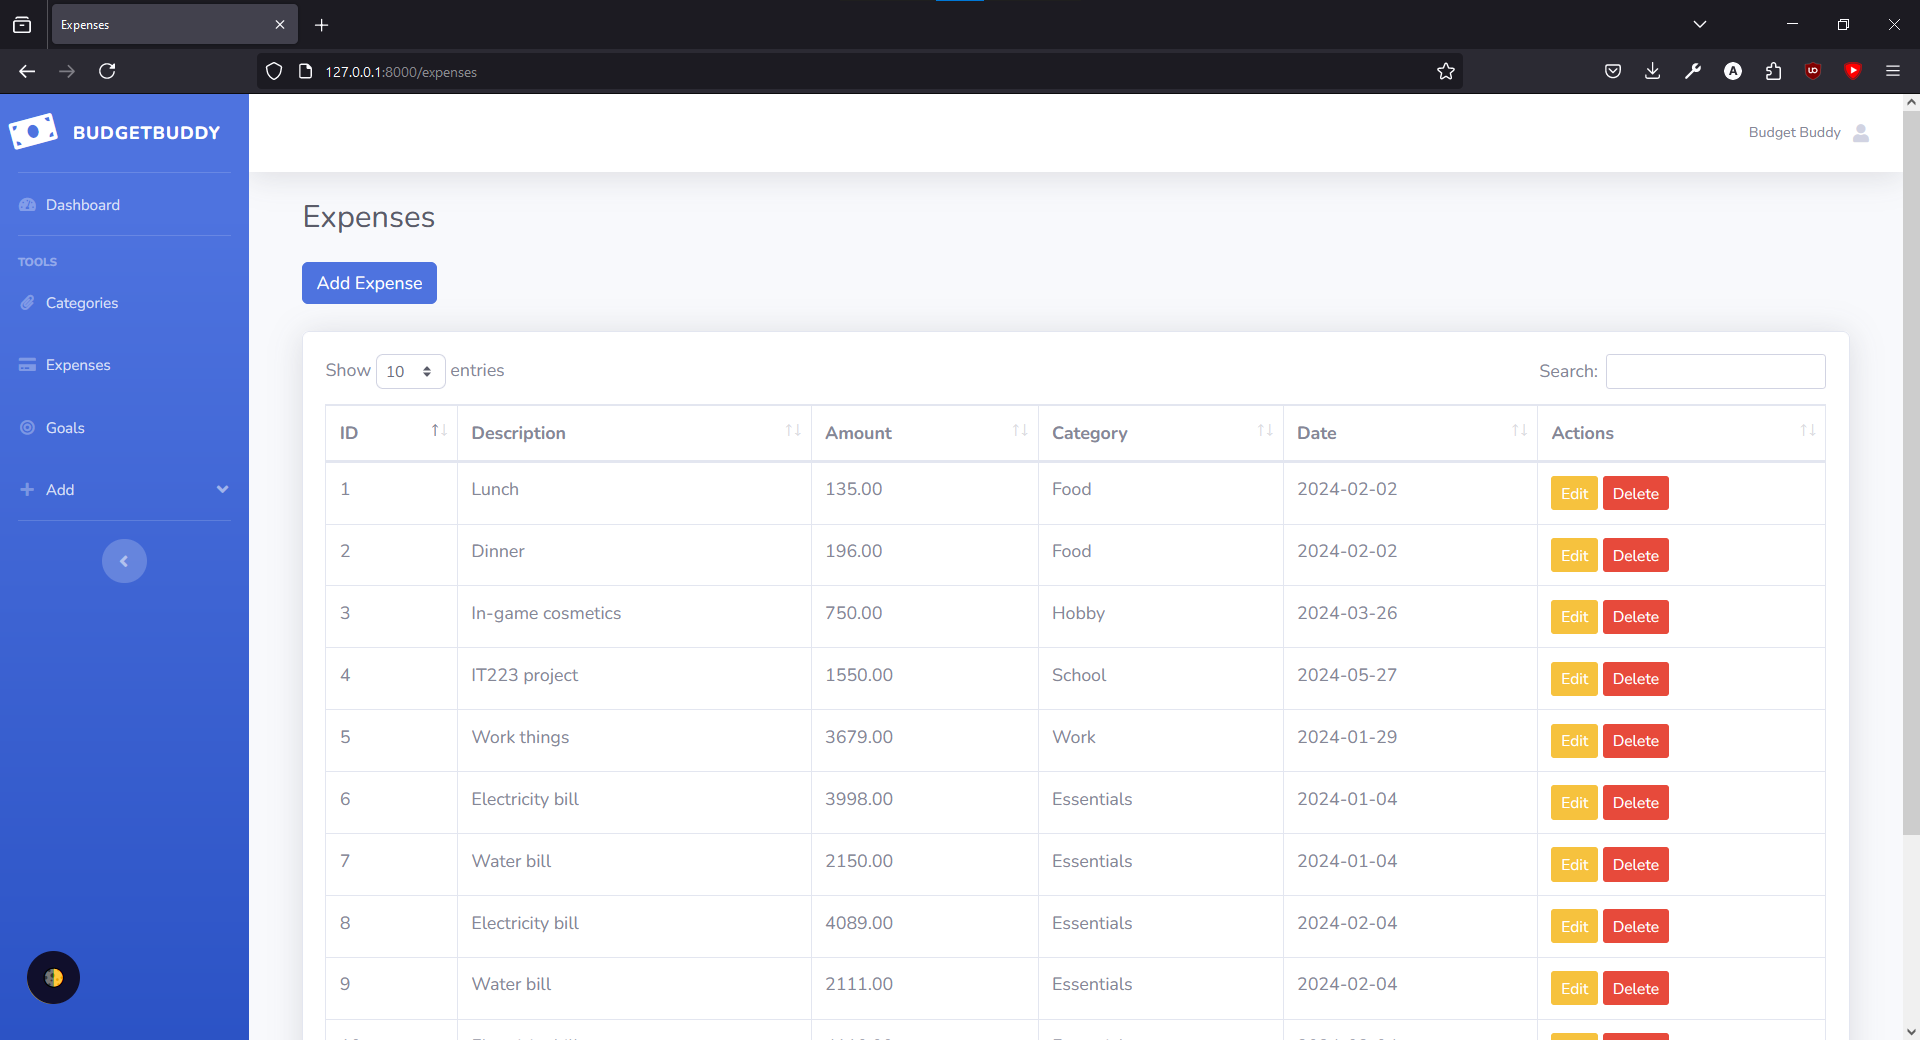 Expenses
127.0.0.1:8000/expenses
BUDGETBUDDY
Budget Buddy
Dashboard
TOOLS
Categories
Expenses
Goals
Add
Expenses
Add Expense
Show 10 entries
Search:
ID Description Amount Category Date Actions
1 Lunch 135.00 Food 2024-02-02 Edit Delete
2 Dinner 196.00 Food 2024-02-02 Edit Delete
3 In-game cosmetics 750.00 Hobby 2024-03-26 Edit Delete
4 IT223 project 1550.00 School 2024-05-27 Edit Delete
5 Work things 3679.00 Work 2024-01-29 Edit Delete
6 Electricity bill 3998.00 Essentials 2024-01-04 Edit Delete
7 Water bill 2150.00 Essentials 2024-01-04 Edit Delete
8 Electricity bill 4089.00 Essentials 2024-02-04 Edit Delete
9 Water bill 2111.00 Essentials 2024-02-04 Edit Delete